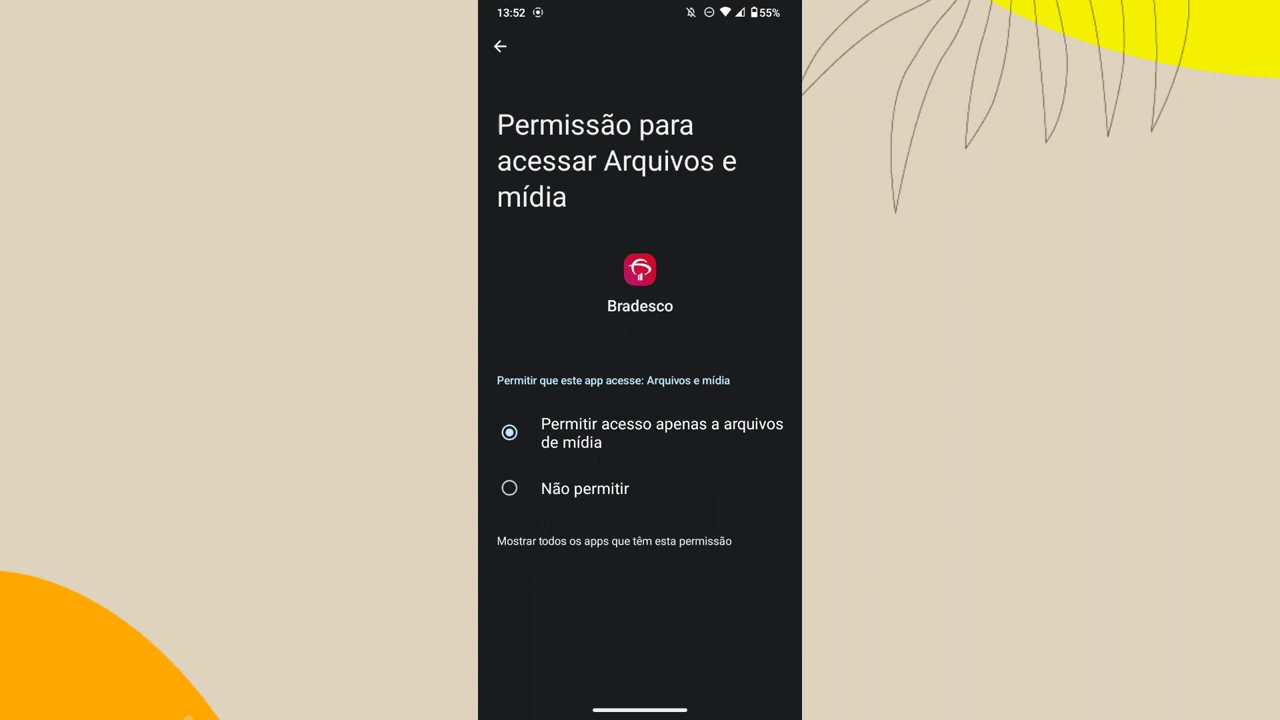 13:52
55%
Permissão para
acessar Arquivos e
mídia
Bradesco
Permitir que este app acesse: Arquivos e mídia
Permitir acesso apenas a arquivos
de mídia
Não permitir
Mostrar todos os apps que têm esta permissão